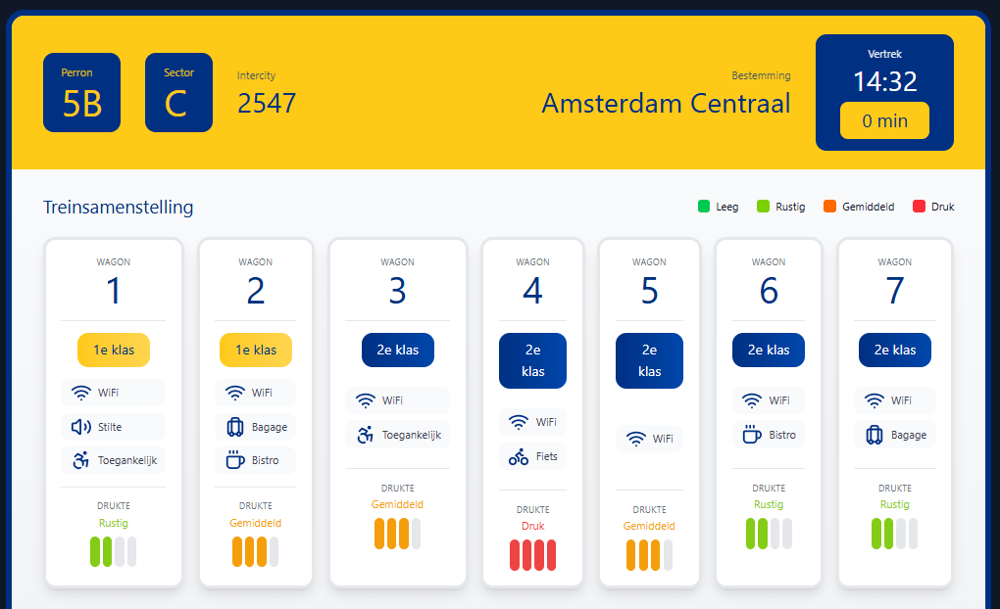 Perron
5B
Sector
C
Intercity
2547
Bestemming
Amsterdam Centraal
Vertrek
14:32
0 min
Treinsamenstelling
Leeg
Rustig
Gemiddeld
Druk
WAGON
1
1e klas
WiFi
Stilte
Toegankelijk
DRUKTE
Rustig
WAGON
2
1e klas
WiFi
Bagage
Bistro
DRUKTE
Gemiddeld
WAGON
3
2e klas
WiFi
Toegankelijk
DRUKTE
Gemiddeld
WAGON
4
2e
klas
WiFi
Fiets
DRUKTE
Druk
WAGON
5
2e
klas
WiFi
DRUKTE
Gemiddeld
WAGON
6
2e klas
WiFi
Bistro
DRUKTE
Rustig
WAGON
7
2e klas
WiFi
Bagage
DRUKTE
Rustig